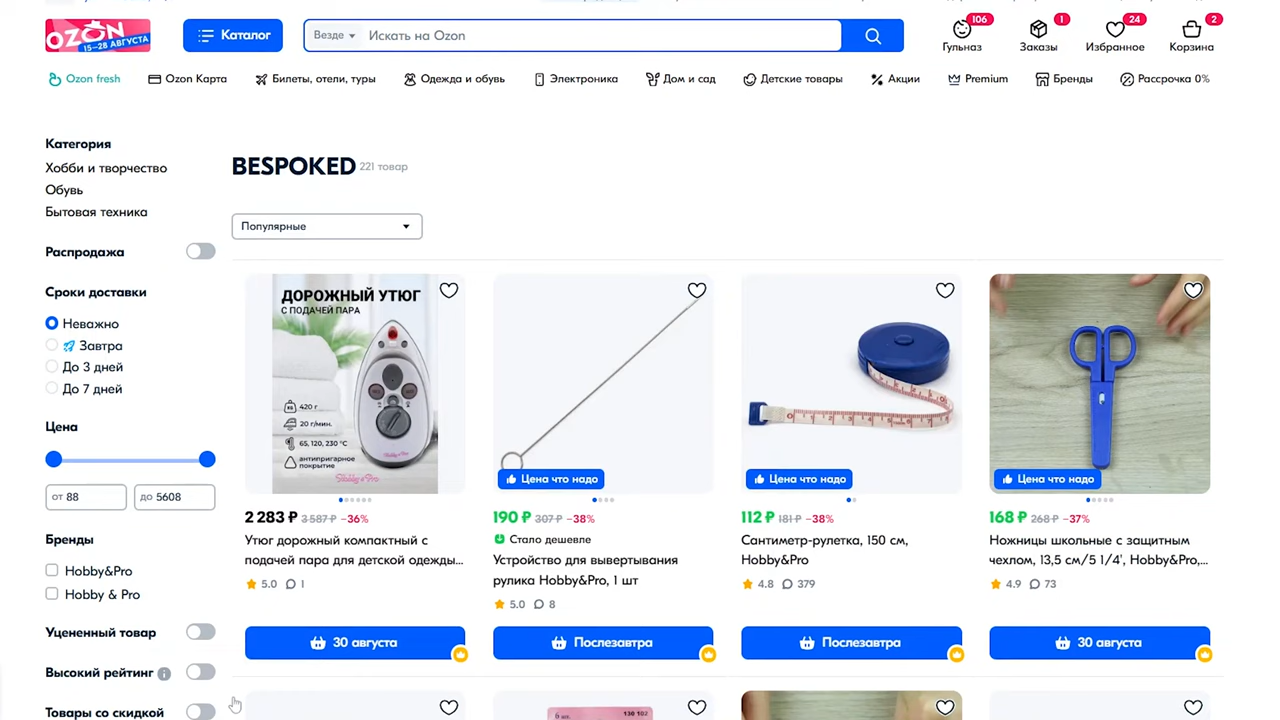 OZON
15–28 АВГУСТА
Каталог
Везде
Искать на Ozon
106
Гульназ
1
Заказы
24
Избранное
2
Корзина
Ozon fresh
Ozon Карта
Билеты, отели, туры
Одежда и обувь
Электроника
Дом и сад
Детские товары
Акции
Premium
Бренды
Рассрочка 0%
Категория
Хобби и творчество
Обувь
Бытовая техника
Распродажа
Сроки доставки
Неважно
Завтра
До 3 дней
До 7 дней
Цена
от 88
до 5608
Бренды
Hobby&Pro
Hobby & Pro
Уцененный товар
Высокий рейтинг
Товары со скидкой
BESPOKED 221 товар
Популярные
ДОРОЖНЫЙ УТЮГ
С ПОДАЧЕЙ ПАРА
420 г
20 г/мин.
65, 120, 230 °C
антипригарное
покрытие
Hobby&Pro
2 283 ₽ 3 587 ₽ −36%
Утюг дорожный компактный с
подачей пара для детской одежды...
5.0 1
30 августа
Цена что надо
190 ₽ 307 ₽ −38%
Стало дешевле
Устройство для вывертывания
рулика Hobby&Pro, 1 шт
5.0 8
Послезавтра
Цена что надо
112 ₽ 181 ₽ −38%
Сантиметр-рулетка, 150 см,
Hobby&Pro
4.8 379
Послезавтра
Цена что надо
168 ₽ 268 ₽ −37%
Ножницы школьные с защитным
чехлом, 13,5 см/5 1/4', Hobby&Pro,...
4.9 73
30 августа
6 шт.
130 102